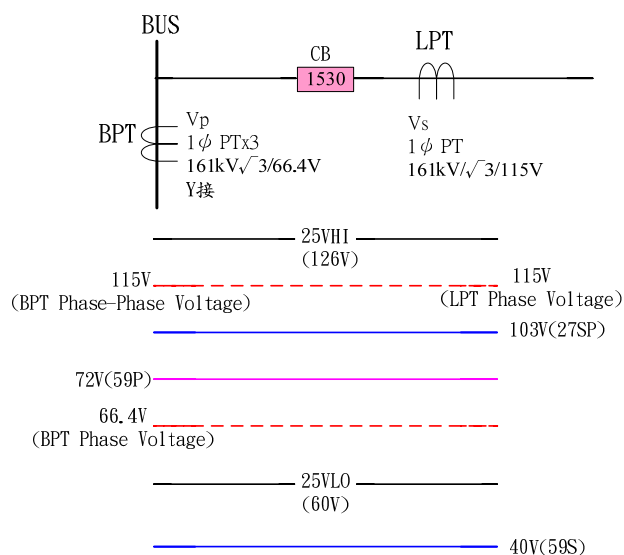 BUS
CB
1530
LPT
BPT
Vp
1φ PTx3
161kV√3/66.4V
Y接
Vs
1φ PT
161kV/√3/115V
25VHI
(126V)
115V
(BPT Phase-Phase Voltage)
115V
(LPT Phase Voltage)
103V(27SP)
72V(59P)
66.4V
(BPT Phase Voltage)
25VLO
(60V)
40V(59S)